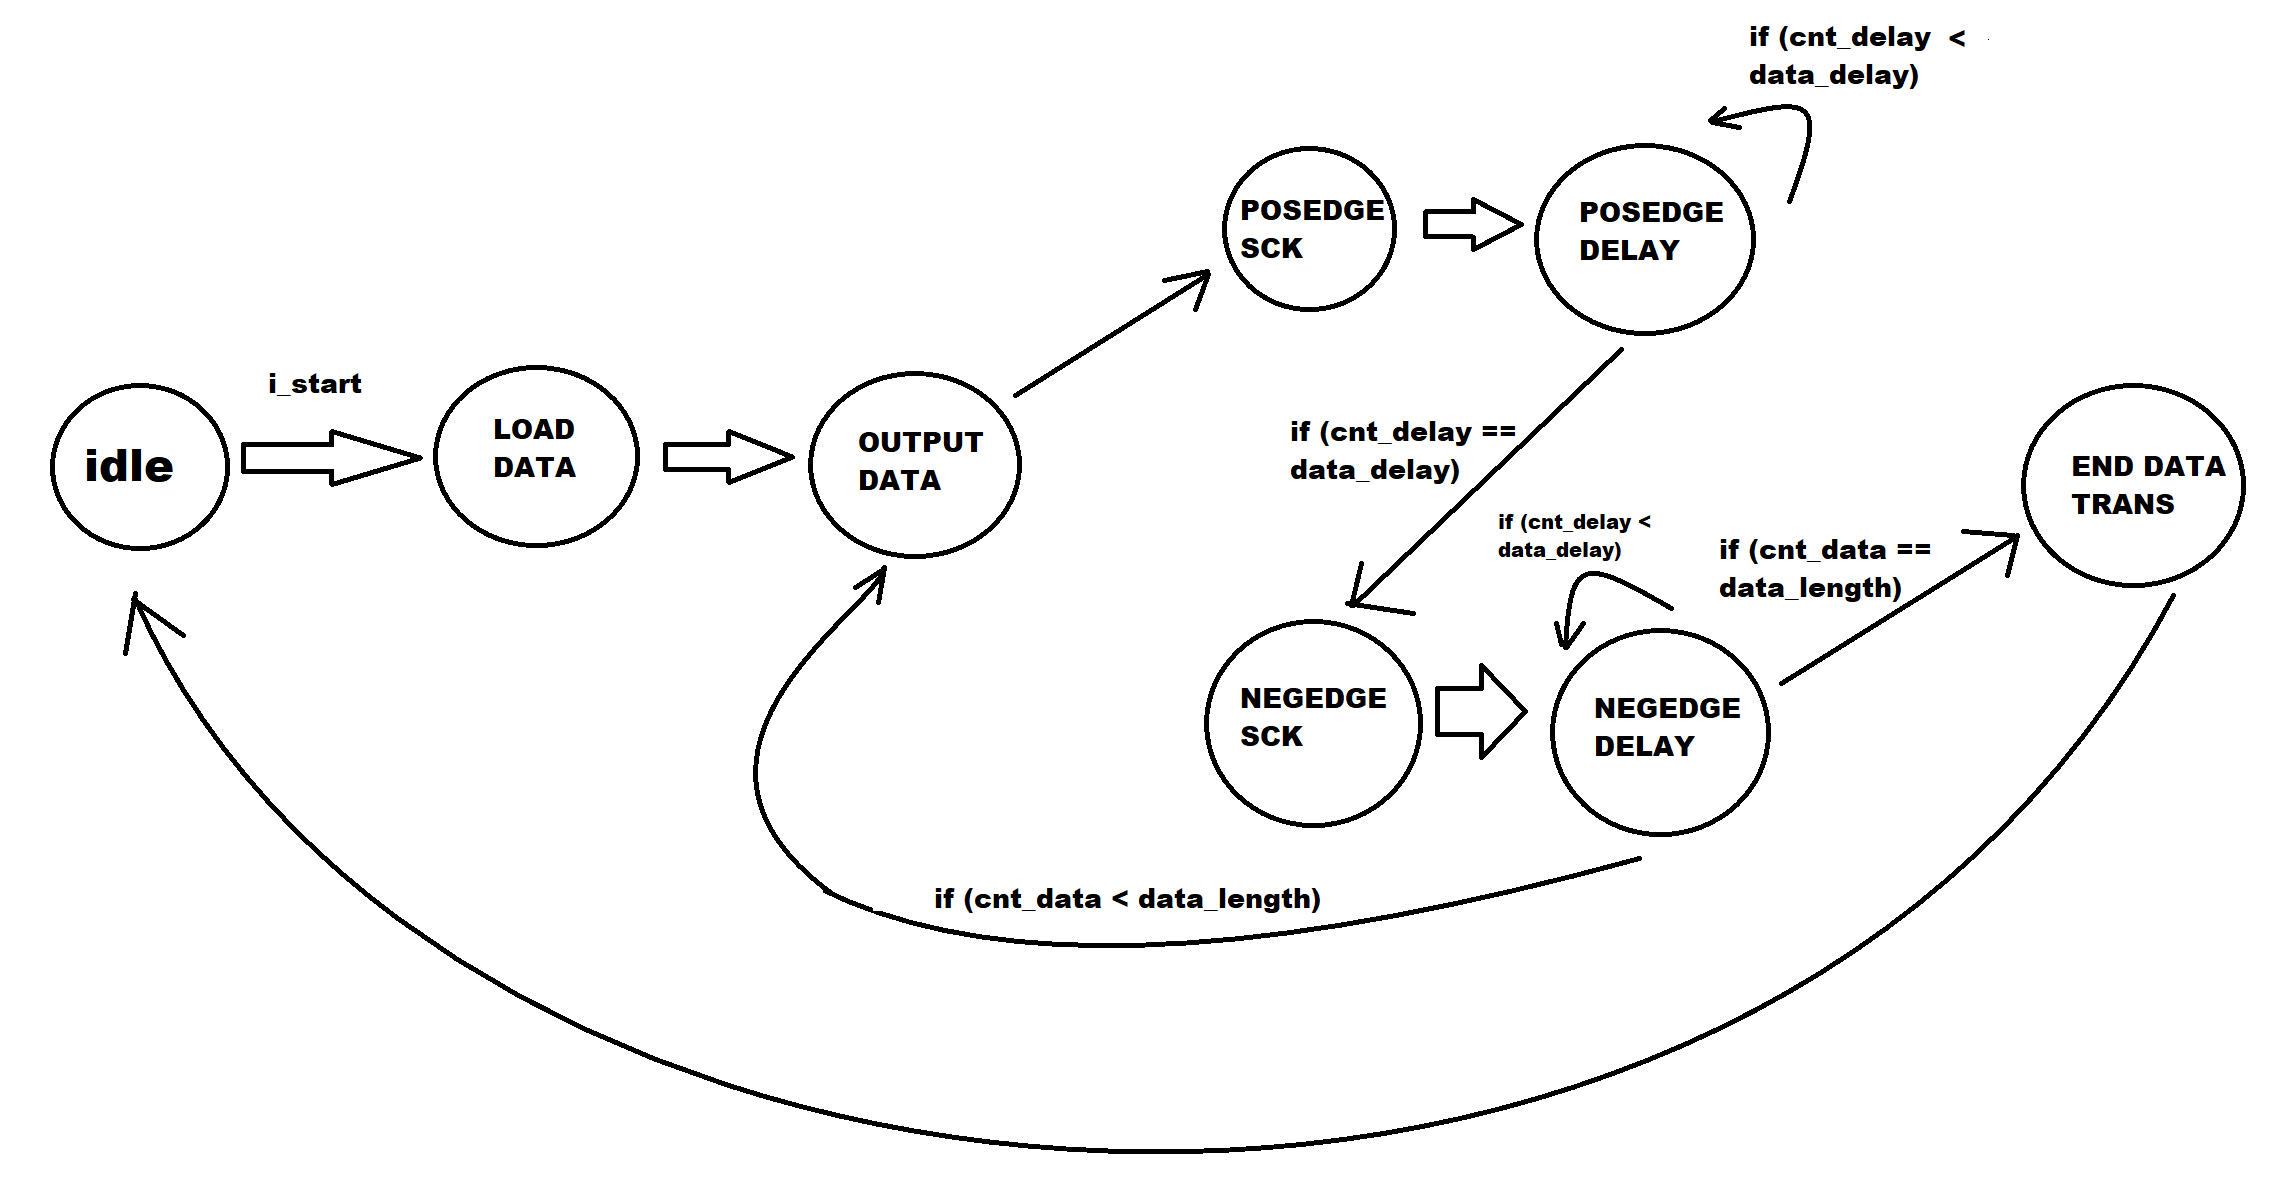 if (cnt_delay <
data_delay)
POSEDGE
SCK
POSEDGE
DELAY
i_start
idle
LOAD
DATA
OUTPUT
DATA
if (cnt_delay ==
data_delay)
END DATA
TRANS
if (cnt_delay <
data_delay)
if (cnt_data ==
data_length)
NEGEDGE
SCK
NEGEDGE
DELAY
if (cnt_data < data_length)